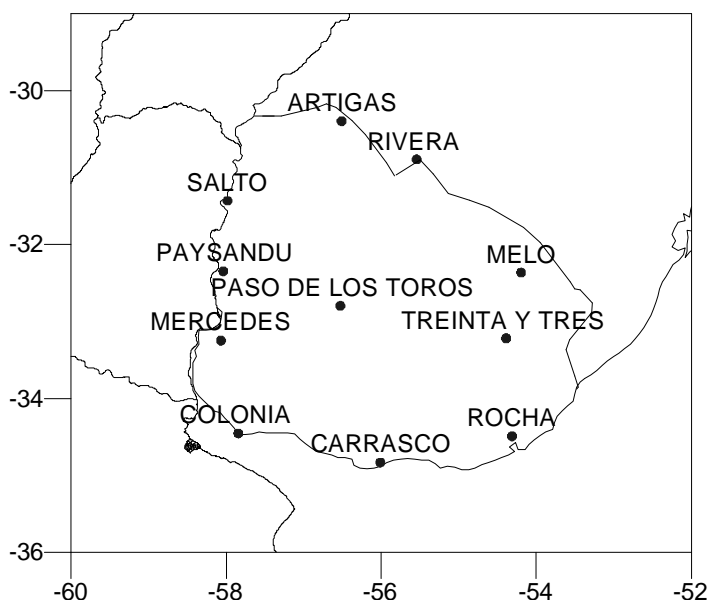 -30
ARTIGAS
RIVERA
SALTO
-32
PAYSANDU
MELO
PASO DE LOS TOROS
MERCEDES
TREINTA Y TRES
-34
COLONIA
ROCHA
CARRASCO
-36
-60
-58
-56
-54
-52